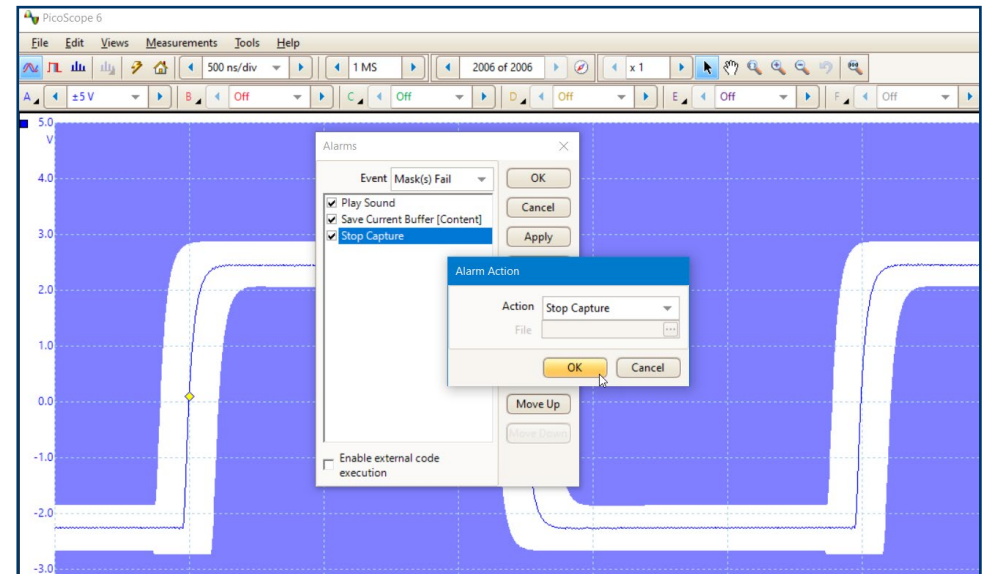 PicoScope 6
File Edit Views Measurements Tools Help
500 ns/div 1 MS 2006 of 2006 x 1
A ±5 V B Off C Off D Off E Off F Off
5.0
V
4.0
3.0
2.0
1.0
0.0
-1.0
-2.0
-3.0
Alarms
Event Mask(s) Fail OK
Play Sound
Save Current Buffer [Content] Cancel
Stop Capture Apply
Alarm Action
Action Stop Capture
File ...
OK Cancel
Move Up
Move Down
Enable external code
execution